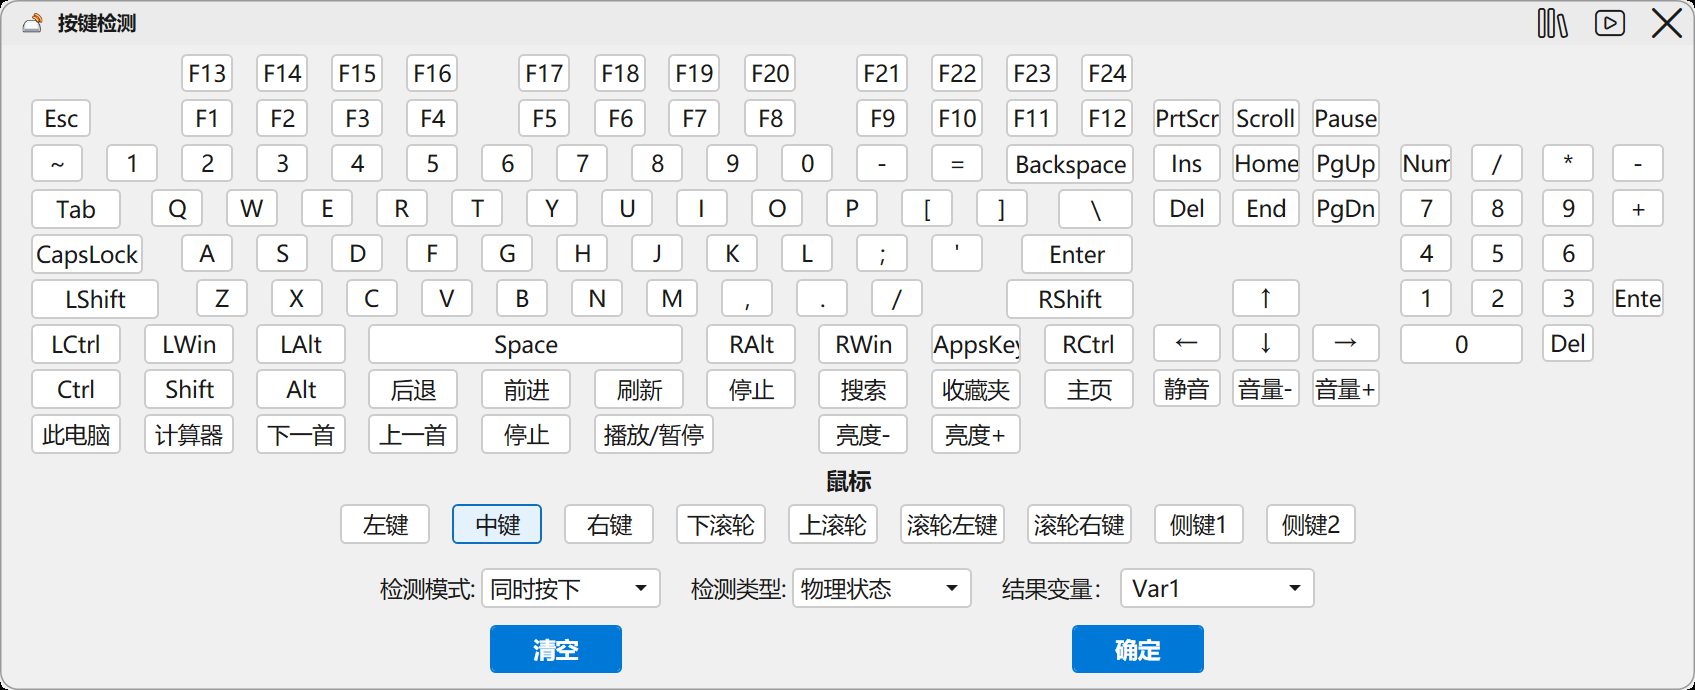 按键检测
F13 F14 F15 F16 F17 F18 F19 F20 F21 F22 F23 F24
Esc F1 F2 F3 F4 F5 F6 F7 F8 F9 F10 F11 F12 PrtScr Scroll Pause
~ 1 2 3 4 5 6 7 8 9 0 - = Backspace Ins Home PgUp Num / * -
Tab Q W E R T Y U I O P [ ] \ Del End PgDn 7 8 9 +
CapsLock A S D F G H J K L ; ' Enter 4 5 6
LShift Z X C V B N M , . / RShift ↑ 1 2 3 Ente
LCtrl LWin LAlt Space RAlt RWin AppsKey RCtrl ← ↓ → 0 Del
Ctrl Shift Alt 后退 前进 刷新 停止 搜索 收藏夹 主页 静音 音量- 音量+
此电脑 计算器 下一首 上一首 停止 播放/暂停 亮度- 亮度+
鼠标
左键 中键 右键 下滚轮 上滚轮 滚轮左键 滚轮右键 侧键1 侧键2
检测模式: 同时按下 检测类型: 物理状态 结果变量: Var1
清空 确定